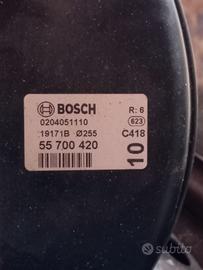 BOSCH
R: 6
0204051110
623
19171B Ø255
C418
55 700 420
10
subito